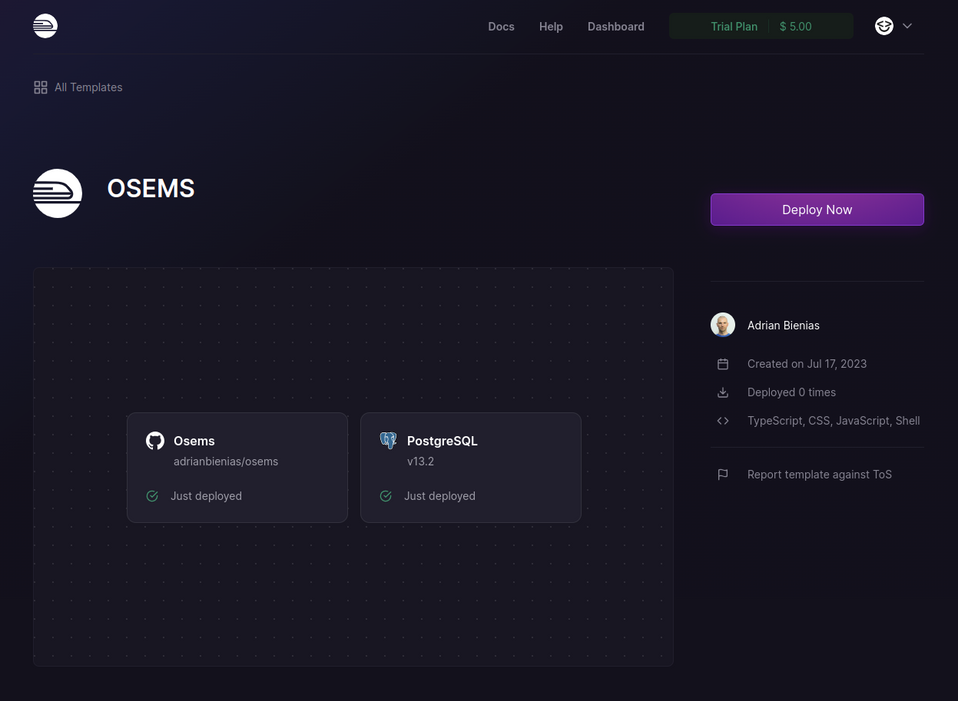 Docs Help Dashboard Trial Plan $ 5.00
All Templates
OSEMS
Deploy Now
Osems
adrianbienias/osems
Just deployed
PostgreSQL
v13.2
Just deployed
Adrian Bienias
Created on Jul 17, 2023
Deployed 0 times
TypeScript, CSS, JavaScript, Shell
Report template against ToS